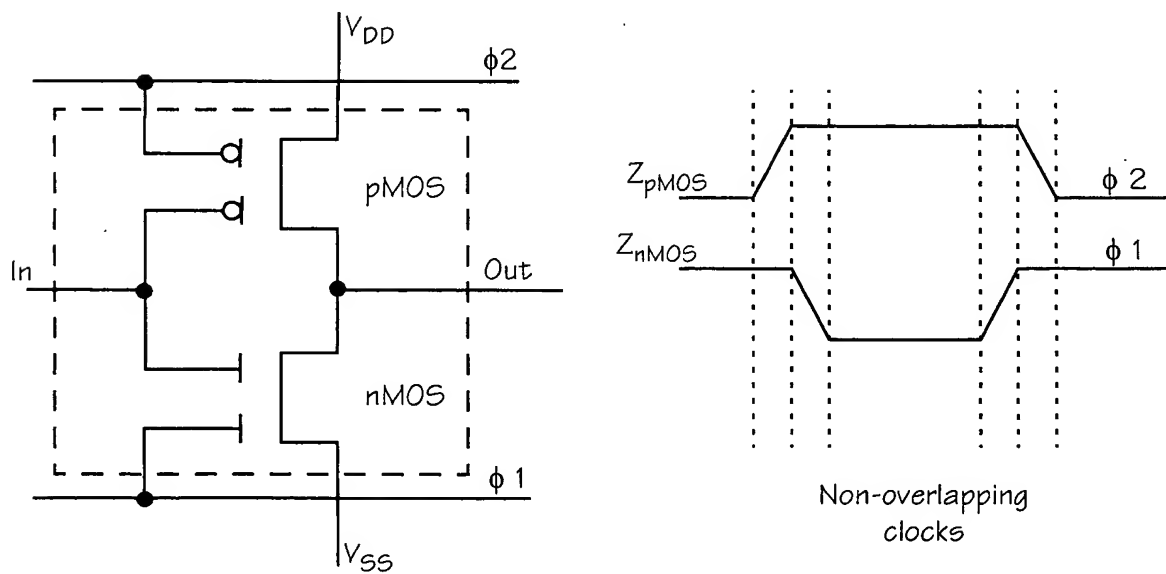 V_DD
ϕ2
pMOS
In
Out
nMOS
ϕ1
V_SS
Z_pMOS
ϕ 2
Z_nMOS
ϕ 1
Non-overlapping
clocks